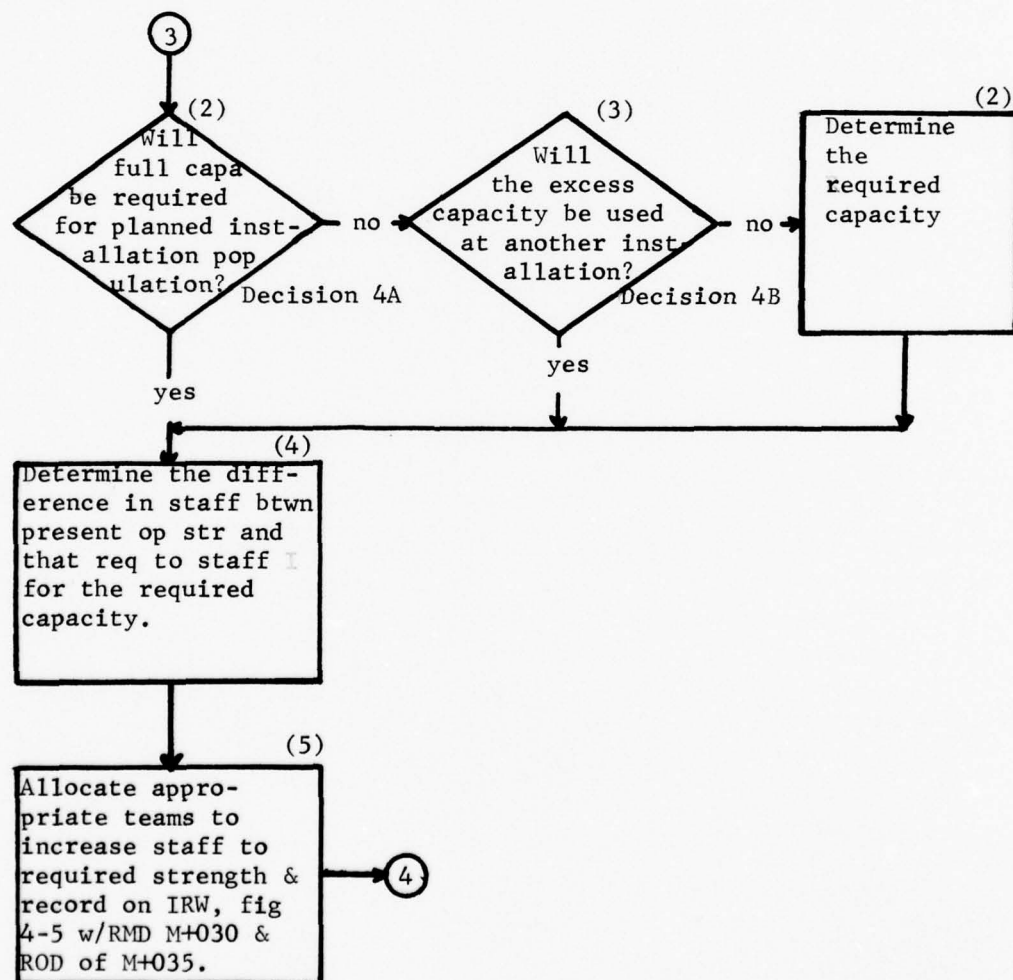 3
(2)
Will
full capa
be required
for planned inst-
allation pop
ulation?
no
Decision 4A
yes
(3)
Will
the excess
capacity be used
at another inst-
allation?
no
Decision 4B
yes
(2)
Determine
the
required
capacity
(4)
Determine the diff-
erence in staff btwn
present op str and
that req to staff I
for the required
capacity.
(5)
Allocate appro-
priate teams to
increase staff to
required strength &
record on IRW, fig
4-5 w/RMD M+030 &
ROD of M+035.
4